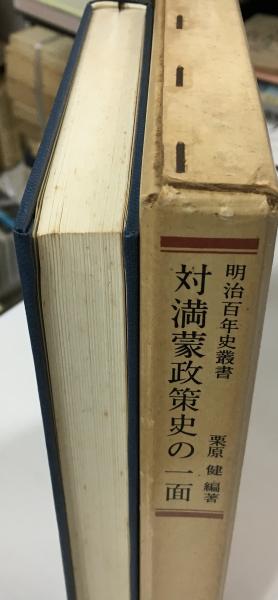 明治百年史叢書
対満蒙政策史の一面
栗原 健 編著